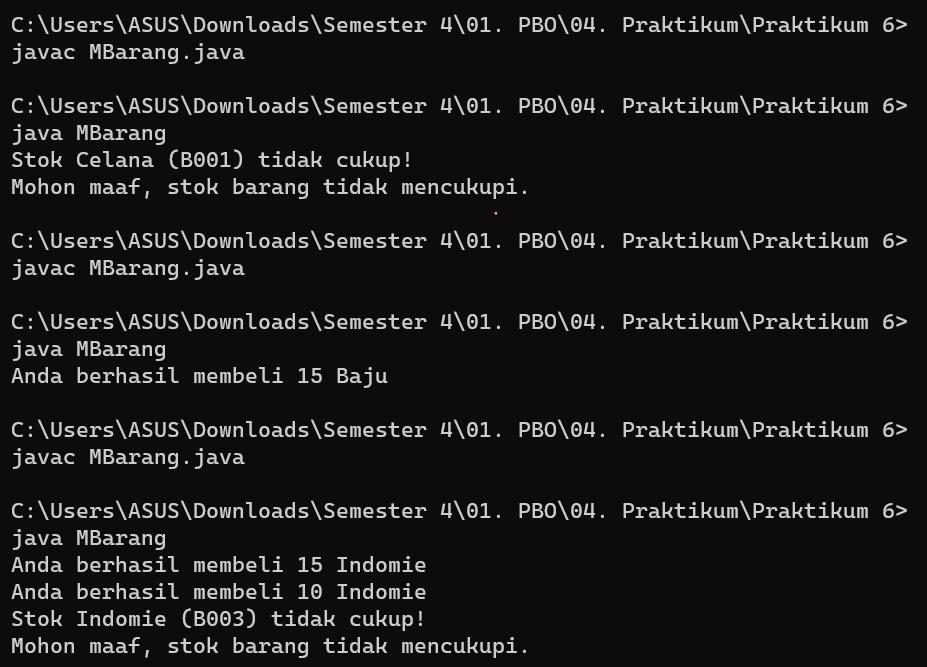 C:\Users\ASUS\Downloads\Semester 4\01. PBO\04. Praktikum\Praktikum 6>
javac MBarang.java
C:\Users\ASUS\Downloads\Semester 4\01. PBO\04. Praktikum\Praktikum 6>
java MBarang
Stok Celana (B001) tidak cukup!
Mohon maaf, stok barang tidak mencukupi.
C:\Users\ASUS\Downloads\Semester 4\01. PBO\04. Praktikum\Praktikum 6>
javac MBarang.java
C:\Users\ASUS\Downloads\Semester 4\01. PBO\04. Praktikum\Praktikum 6>
java MBarang
Anda berhasil membeli 15 Baju
C:\Users\ASUS\Downloads\Semester 4\01. PBO\04. Praktikum\Praktikum 6>
javac MBarang.java
C:\Users\ASUS\Downloads\Semester 4\01. PBO\04. Praktikum\Praktikum 6>
java MBarang
Anda berhasil membeli 15 Indomie
Anda berhasil membeli 10 Indomie
Stok Indomie (B003) tidak cukup!
Mohon maaf, stok barang tidak mencukupi.